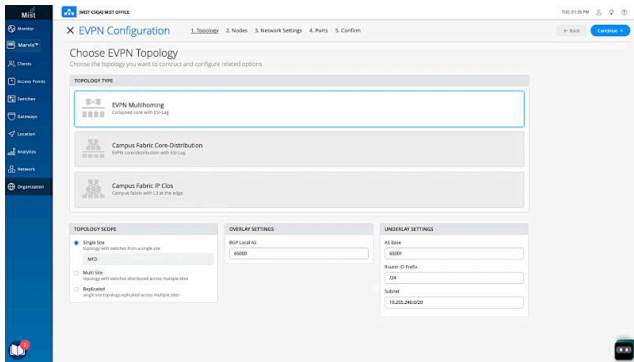 Mist
MIST CSQA| MIST OFFICE
TUE, 01:35 PM
Monitor
Marvis™
Clients
Access Points
Switches
Gateways
Location
Analytics
Network
Organization
X EVPN Configuration
1. Topology 2. Nodes 3. Network Settings 4. Ports 5. Confirm
Back
Continue
Choose EVPN Topology
Choose the topology you want to contruct and configure related options
TOPOLOGY TYPE
EVPN Multihoming
Collapsed core with ESI-Lag
Campus Fabric Core-Distribution
EVPN core/distribution with ESI-Lag
Campus Fabric IP Clos
Campus fabric with L3 at the edge
TOPOLOGY SCOPE
Single Site
topology with switches from a single site
MFD
Multi Site
topology with switches distributed across multiple sites
Replicated
single site topology replicated across multiple sites
OVERLAY SETTINGS
BGP Local AS
65000
UNDERLAY SETTINGS
AS Base
65001
Router ID Prefix
/24
Subnet
10.255.240.0/20